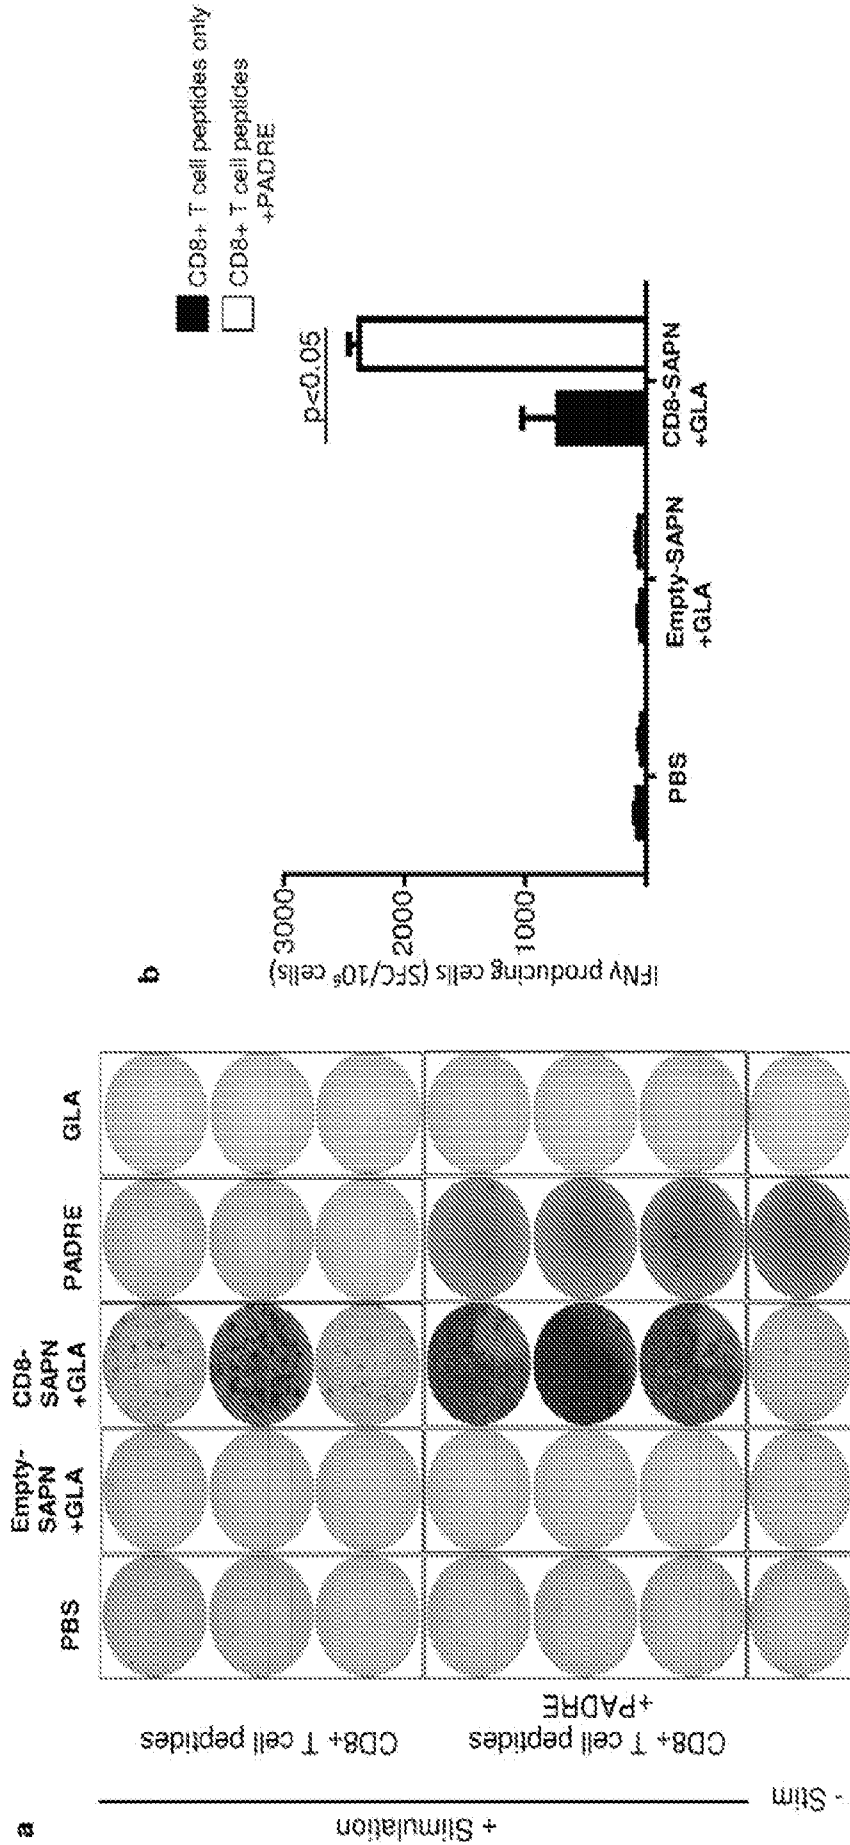 a
PBS
Empty-
SAPN
+GLA
CD8-
SAPN
+GLA
PADRE
GLA
+ Stimulation
CD8+ T cell peptides
CD8+ T cell peptides
+PADRE
- Stim
b
CD8+ T cell peptides only
CD8+ T cell peptides
+PADRE
IFNγ producing cells (SFC/10⁶ cells)
3000
2000
1000
p<0.05
PBS
Empty-SAPN
+GLA
CD8-SAPN
+GLA